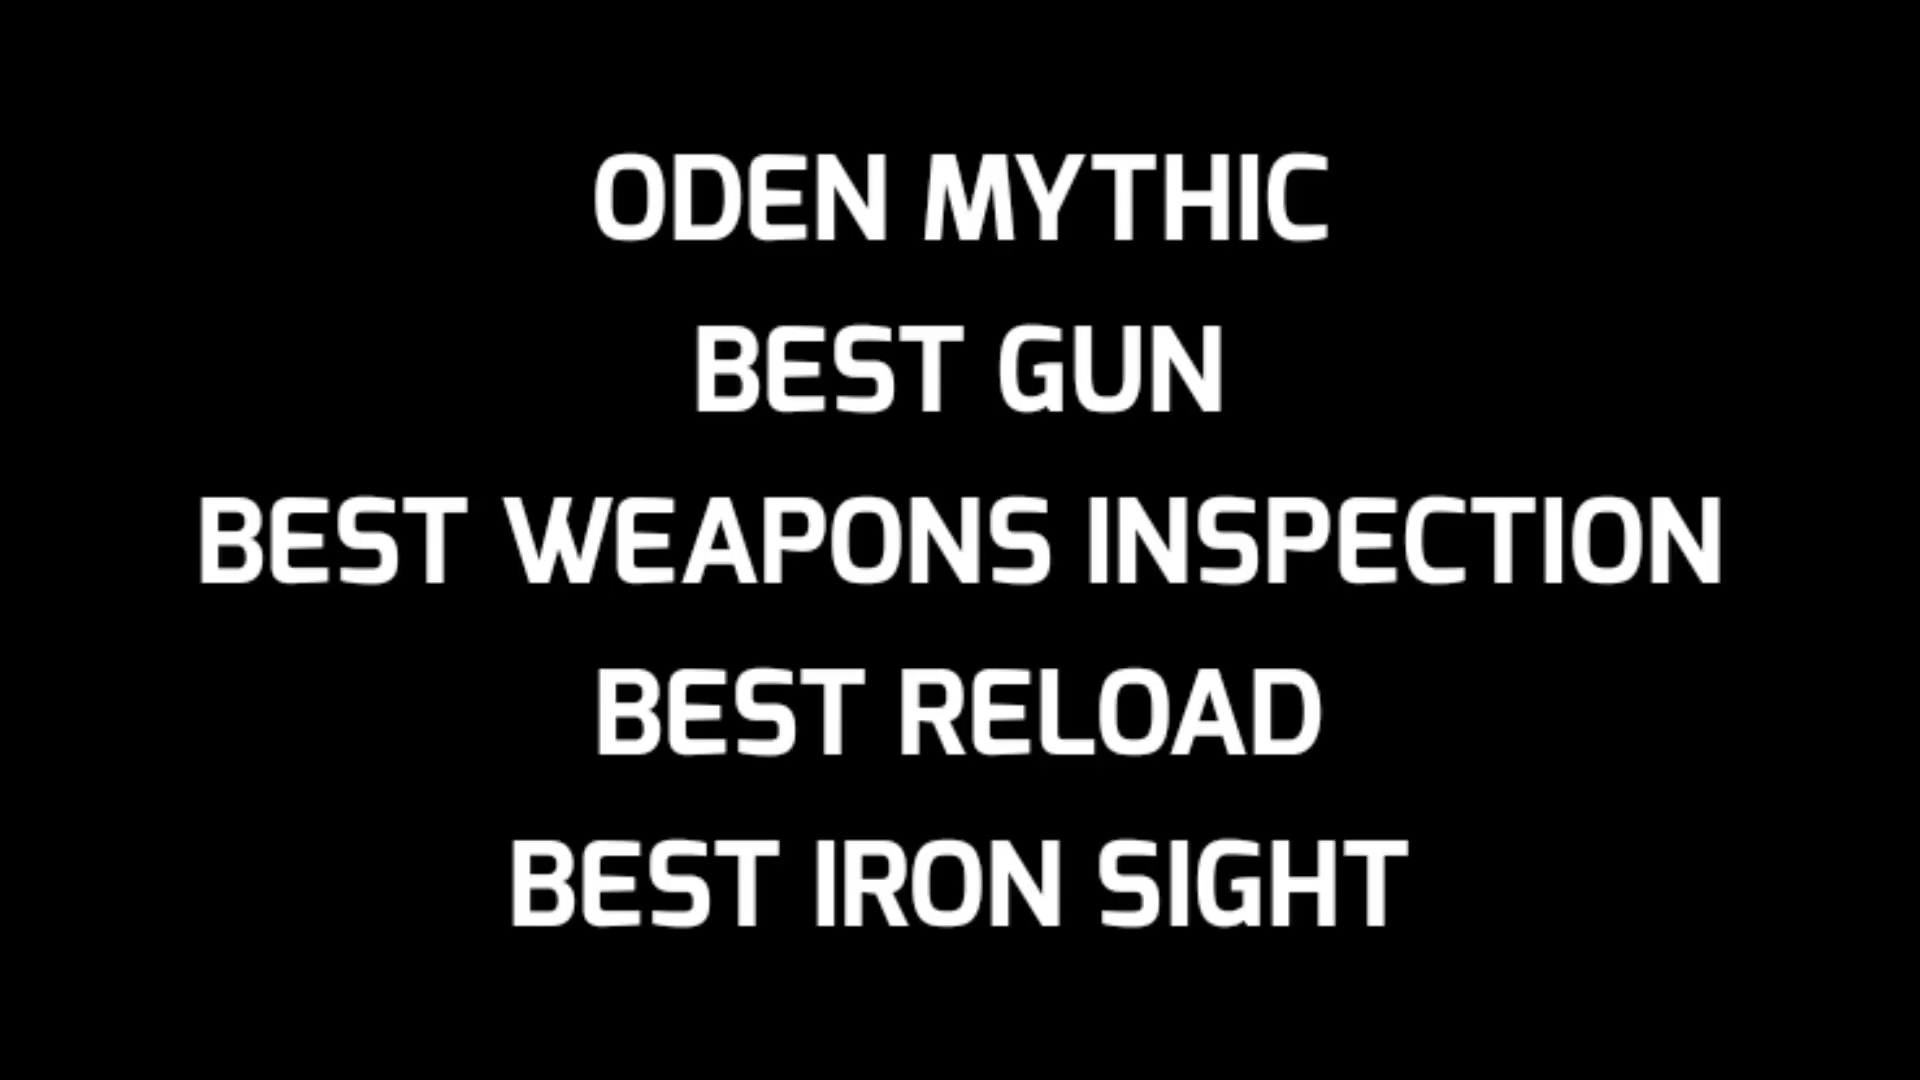 ODEN MYTHIC
BEST GUN
BEST WEAPONS INSPECTION
BEST RELOAD
BEST IRON SIGHT